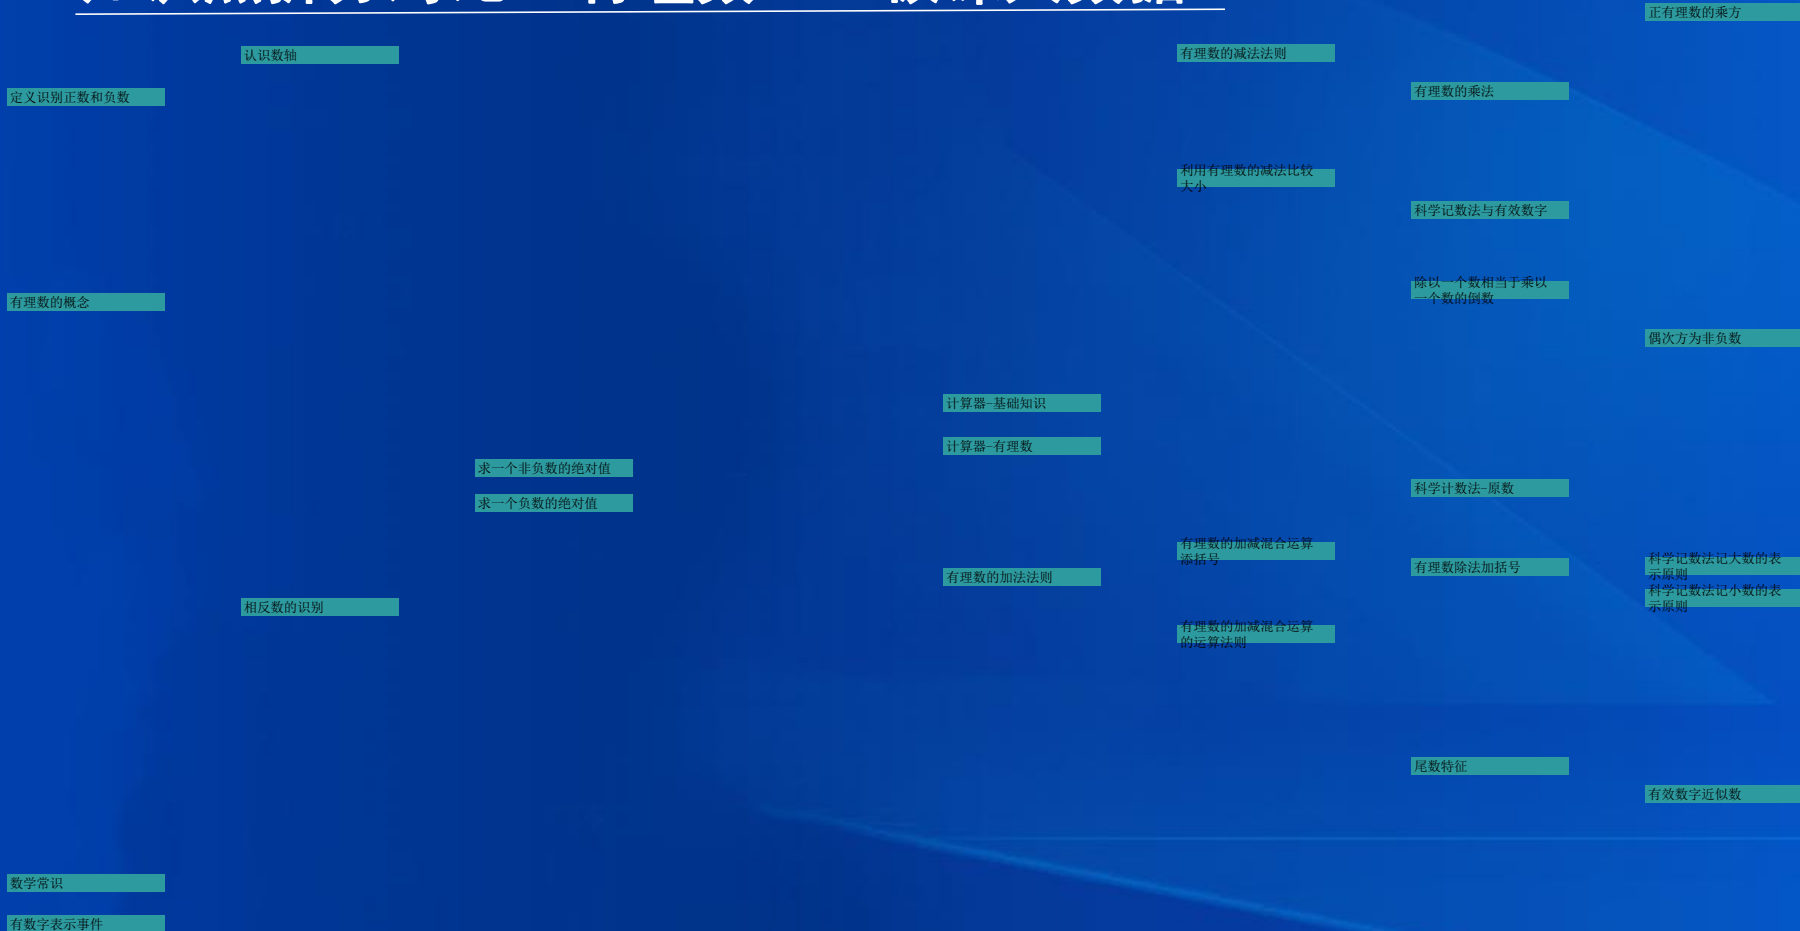 正有理数的乘方
认识数轴
有理数的减法法则
定义识别正数和负数
有理数的乘法
利用有理数的减法比较
大小
科学记数法与有效数字
除以一个数相当于乘以
一个数的倒数
有理数的概念
偶次方为非负数
计算器-基础知识
计算器-有理数
求一个非负数的绝对值
科学计数法-原数
求一个负数的绝对值
有理数的加减混合运算
添括号
有理数除法加括号
科学记数法记大数的表
示原则
有理数的加法法则
科学记数法记小数的表
示原则
相反数的识别
有理数的加减混合运算
的运算法则
尾数特征
有效数字近似数
数学常识
有数字表示事件